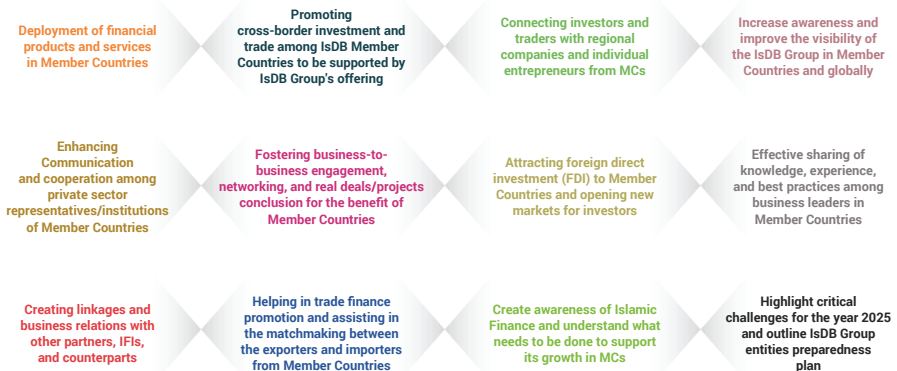 Deployment of financial
products and services
in Member Countries
Promoting
cross-border investment and
trade among IsDB Member
Countries to be supported by
IsDB Group's offering
Connecting investors and
traders with regional
companies and individual
entrepreneurs from MCs
Increase awareness and
improve the visibility of
the IsDB Group in Member
Countries and globally
Enhancing
Communication
and cooperation among
private sector
representatives/institutions
of Member Countries
Fostering business-to-
business engagement,
networking, and real deals/projects
conclusion for the benefit of
Member Countries
Attracting foreign direct
investment (FDI) to Member
Countries and opening new
markets for investors
Effective sharing of
knowledge, experience,
and best practices among
business leaders in
Member Countries
Creating linkages and
business relations with
other partners, IFIs,
and counterparts
Helping in trade finance
promotion and assisting in
the matchmaking between
the exporters and importers
from Member Countries
Create awareness of Islamic
Finance and understand what
needs to be done to support
its growth in MCs
Highlight critical
challenges for the year 2025
and outline IsDB Group
entities preparedness
plan